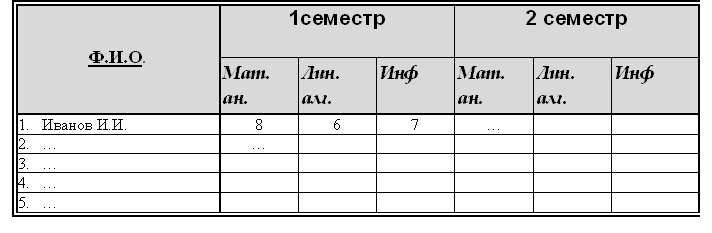 Ф.И.О.
1семестр
2 семестр
Мат. ан.
Лин. алг.
Инф
Мат. ан.
Лин. алг.
Инф
1. Иванов И.И. 8 6 7 ...
2. ... ...
3. ...
4. ...
5. ...